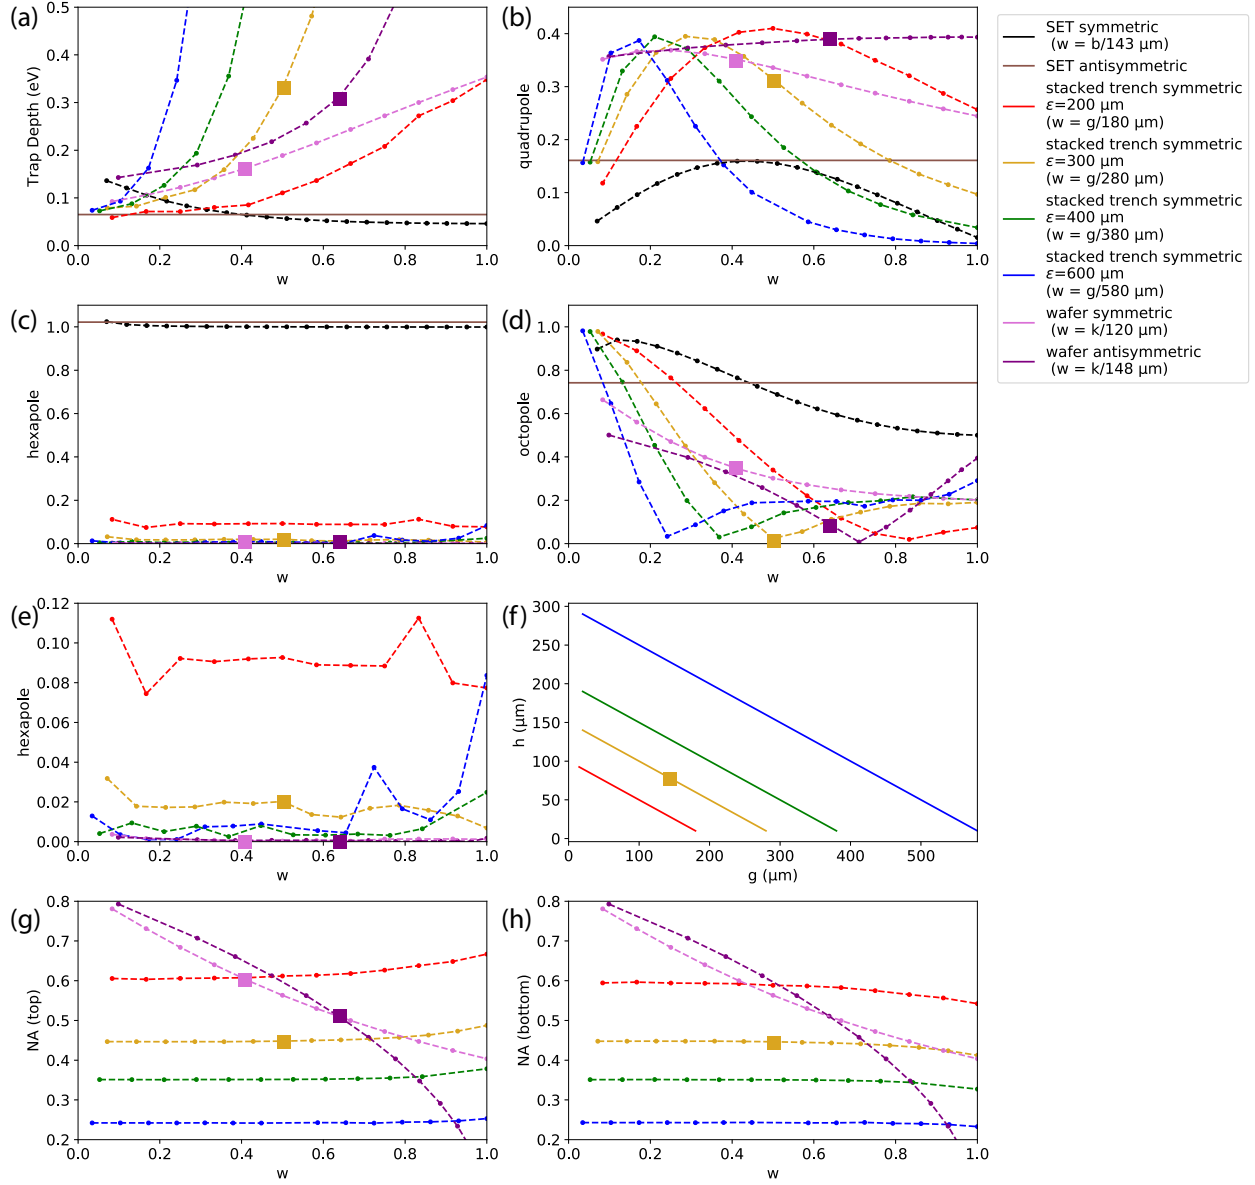 (a)
0.5
0.4
0.3
0.2
0.1
0.0
Trap Depth (eV)
0.0 0.2 0.4 0.6 0.8 1.0
w
(b)
0.4
0.3
0.2
0.1
0.0
quadrupole
0.0 0.2 0.4 0.6 0.8 1.0
w
SET symmetric
(w = b/143 μm)
SET antisymmetric
stacked trench symmetric
ε=200 μm
(w = g/180 μm)
stacked trench symmetric
ε=300 μm
(w = g/280 μm)
stacked trench symmetric
ε=400 μm
(w = g/380 μm)
stacked trench symmetric
ε=600 μm
(w = g/580 μm)
wafer symmetric
(w = k/120 μm)
wafer antisymmetric
(w = k/148 μm)
(c)
1.0
0.8
0.6
0.4
0.2
0.0
hexapole
0.0 0.2 0.4 0.6 0.8 1.0
w
(d)
1.0
0.8
0.6
0.4
0.2
0.0
octopole
0.0 0.2 0.4 0.6 0.8 1.0
w
(e)
0.12
0.10
0.08
0.06
0.04
0.02
0.00
hexapole
0.0 0.2 0.4 0.6 0.8 1.0
w
(f)
300
250
200
150
100
50
0
h (μm)
0 100 200 300 400 500
g (μm)
(g)
0.8
0.7
0.6
0.5
0.4
0.3
0.2
NA (top)
0.0 0.2 0.4 0.6 0.8 1.0
w
(h)
0.8
0.7
0.6
0.5
0.4
0.3
0.2
NA (bottom)
0.0 0.2 0.4 0.6 0.8 1.0
w